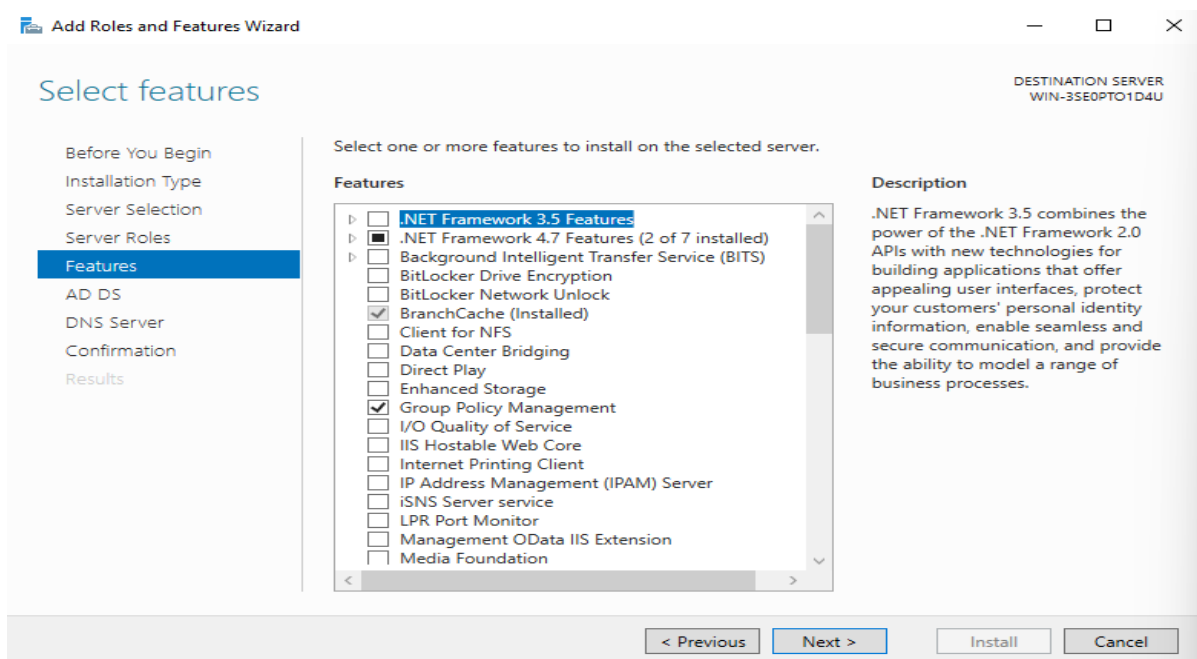 Add Roles and Features Wizard
Select features
DESTINATION SERVER
WIN-3SE0PTO1D4U
Before You Begin
Installation Type
Server Selection
Server Roles
Features
AD DS
DNS Server
Confirmation
Results
Select one or more features to install on the selected server.
Features
.NET Framework 3.5 Features
.NET Framework 4.7 Features (2 of 7 installed)
Background Intelligent Transfer Service (BITS)
BitLocker Drive Encryption
BitLocker Network Unlock
BranchCache (Installed)
Client for NFS
Data Center Bridging
Direct Play
Enhanced Storage
Group Policy Management
I/O Quality of Service
IIS Hostable Web Core
Internet Printing Client
IP Address Management (IPAM) Server
iSNS Server service
LPR Port Monitor
Management OData IIS Extension
Media Foundation
Description
.NET Framework 3.5 combines the
power of the .NET Framework 2.0
APIs with new technologies for
building applications that offer
appealing user interfaces, protect
your customers' personal identity
information, enable seamless and
secure communication, and provide
the ability to model a range of
business processes.
< Previous
Next >
Install
Cancel